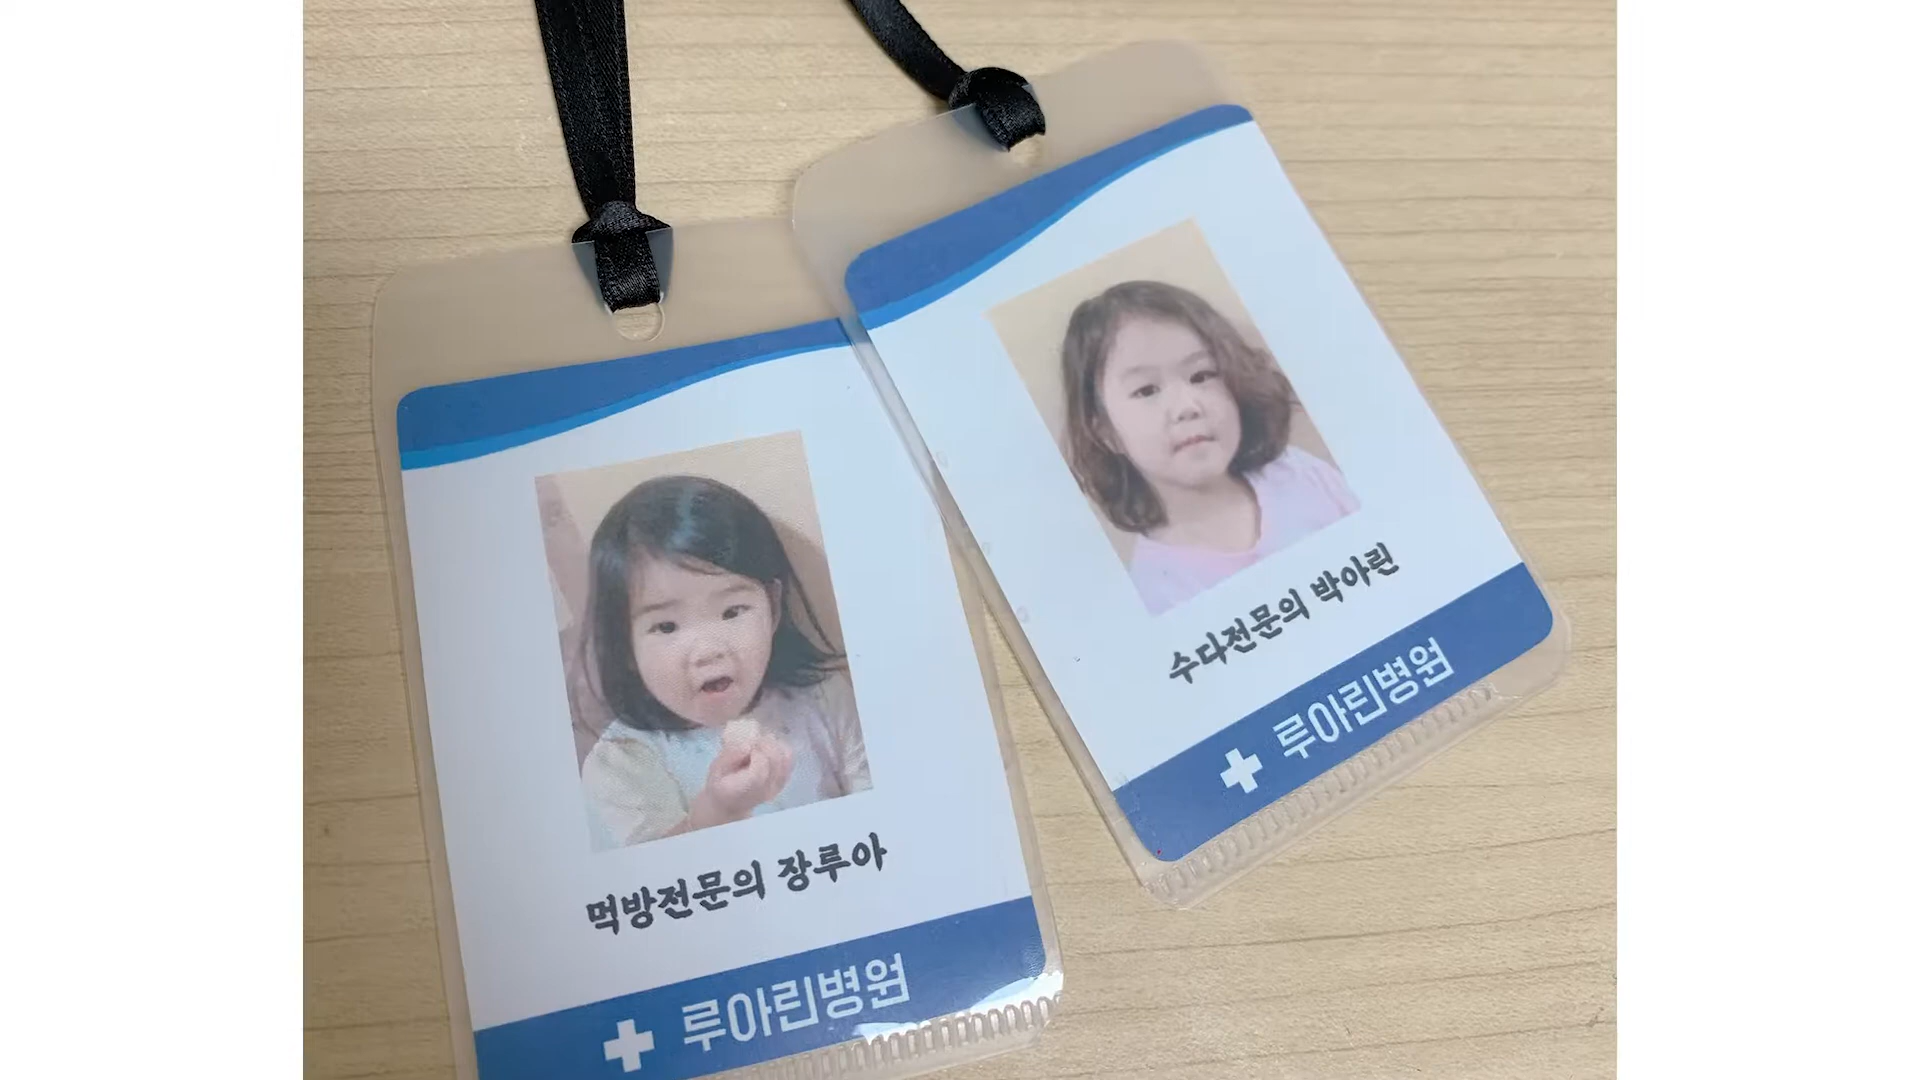 먹방전문의 장루아
루아린병원
수다전문의 박아린
루아린병원